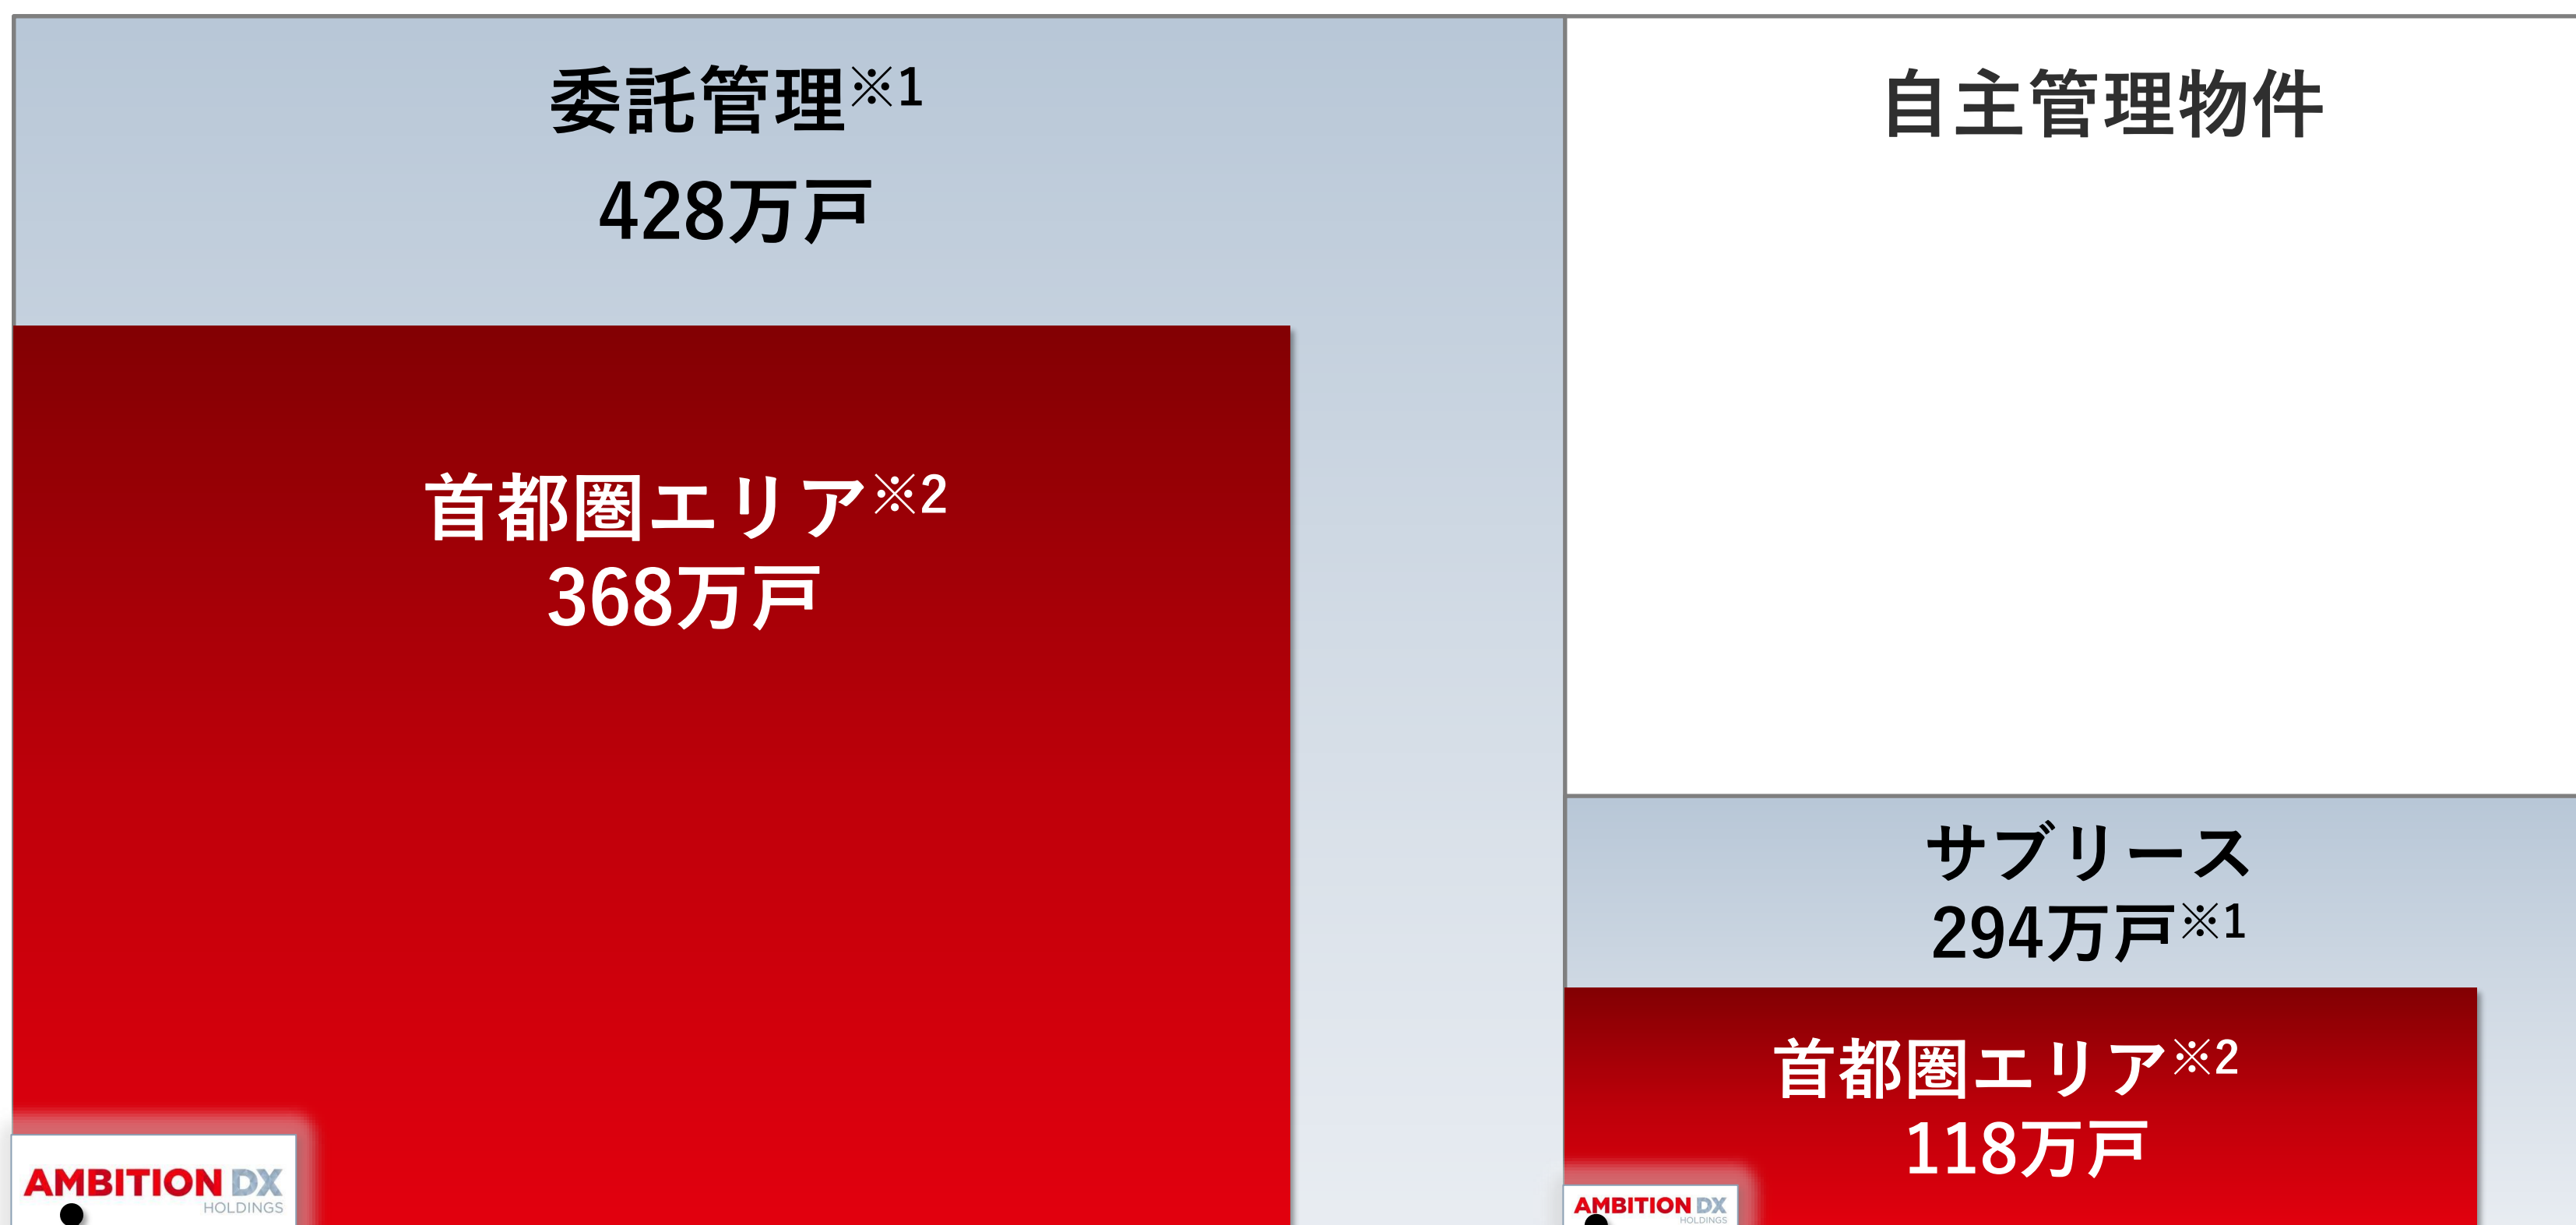 委託管理※1
428万戸
首都圏エリア※2
368万戸
AMBITION DX
HOLDINGS
自主管理物件
サブリース
294万戸※1
首都圏エリア※2
118万戸
AMBITION DX
HOLDINGS